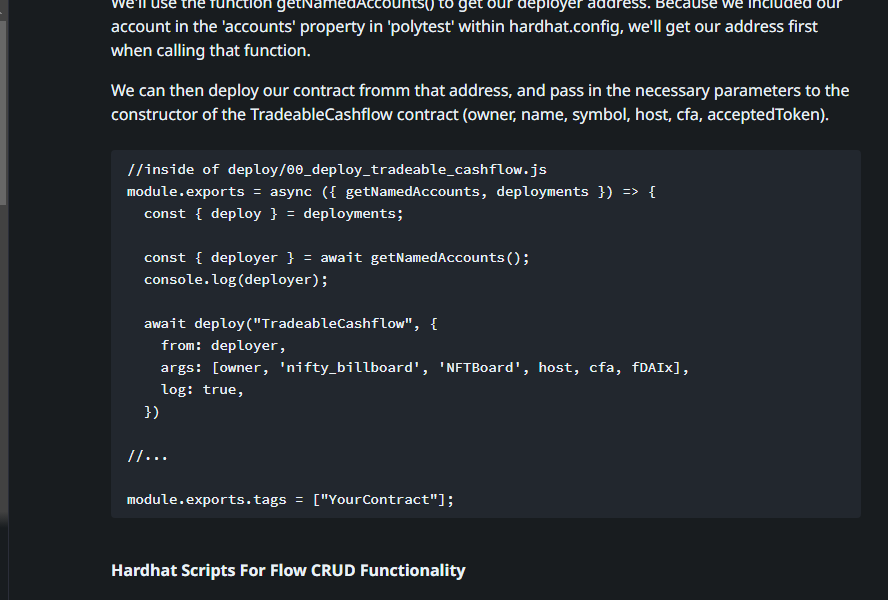 We'll use the function getNamedAccounts() to get our deployer address. Because we included our
account in the 'accounts' property in 'polytest' within hardhat.config, we'll get our address first
when calling that function.
We can then deploy our contract fromm that address, and pass in the necessary parameters to the
constructor of the TradeableCashflow contract (owner, name, symbol, host, cfa, acceptedToken).
//inside of deploy/00_deploy_tradeable_cashflow.js
module.exports = async ({ getNamedAccounts, deployments }) => {
  const { deploy } = deployments;
  const { deployer } = await getNamedAccounts();
  console.log(deployer);
  await deploy("TradeableCashflow", {
    from: deployer,
    args: [owner, 'nifty_billboard', 'NFTBoard', host, cfa, fDAIx],
    log: true,
  })
//...
module.exports.tags = ["YourContract"];
Hardhat Scripts For Flow CRUD Functionality